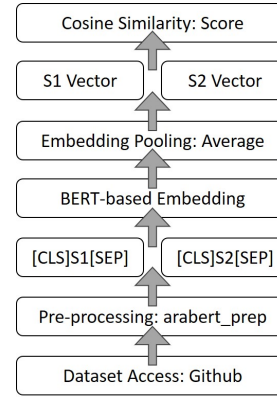 Cosine Similarity: Score
S1 Vector
S2 Vector
Embedding Pooling: Average
BERT-based Embedding
[CLS]S1[SEP]
[CLS]S2[SEP]
Pre-processing: arabert_prep
Dataset Access: Github